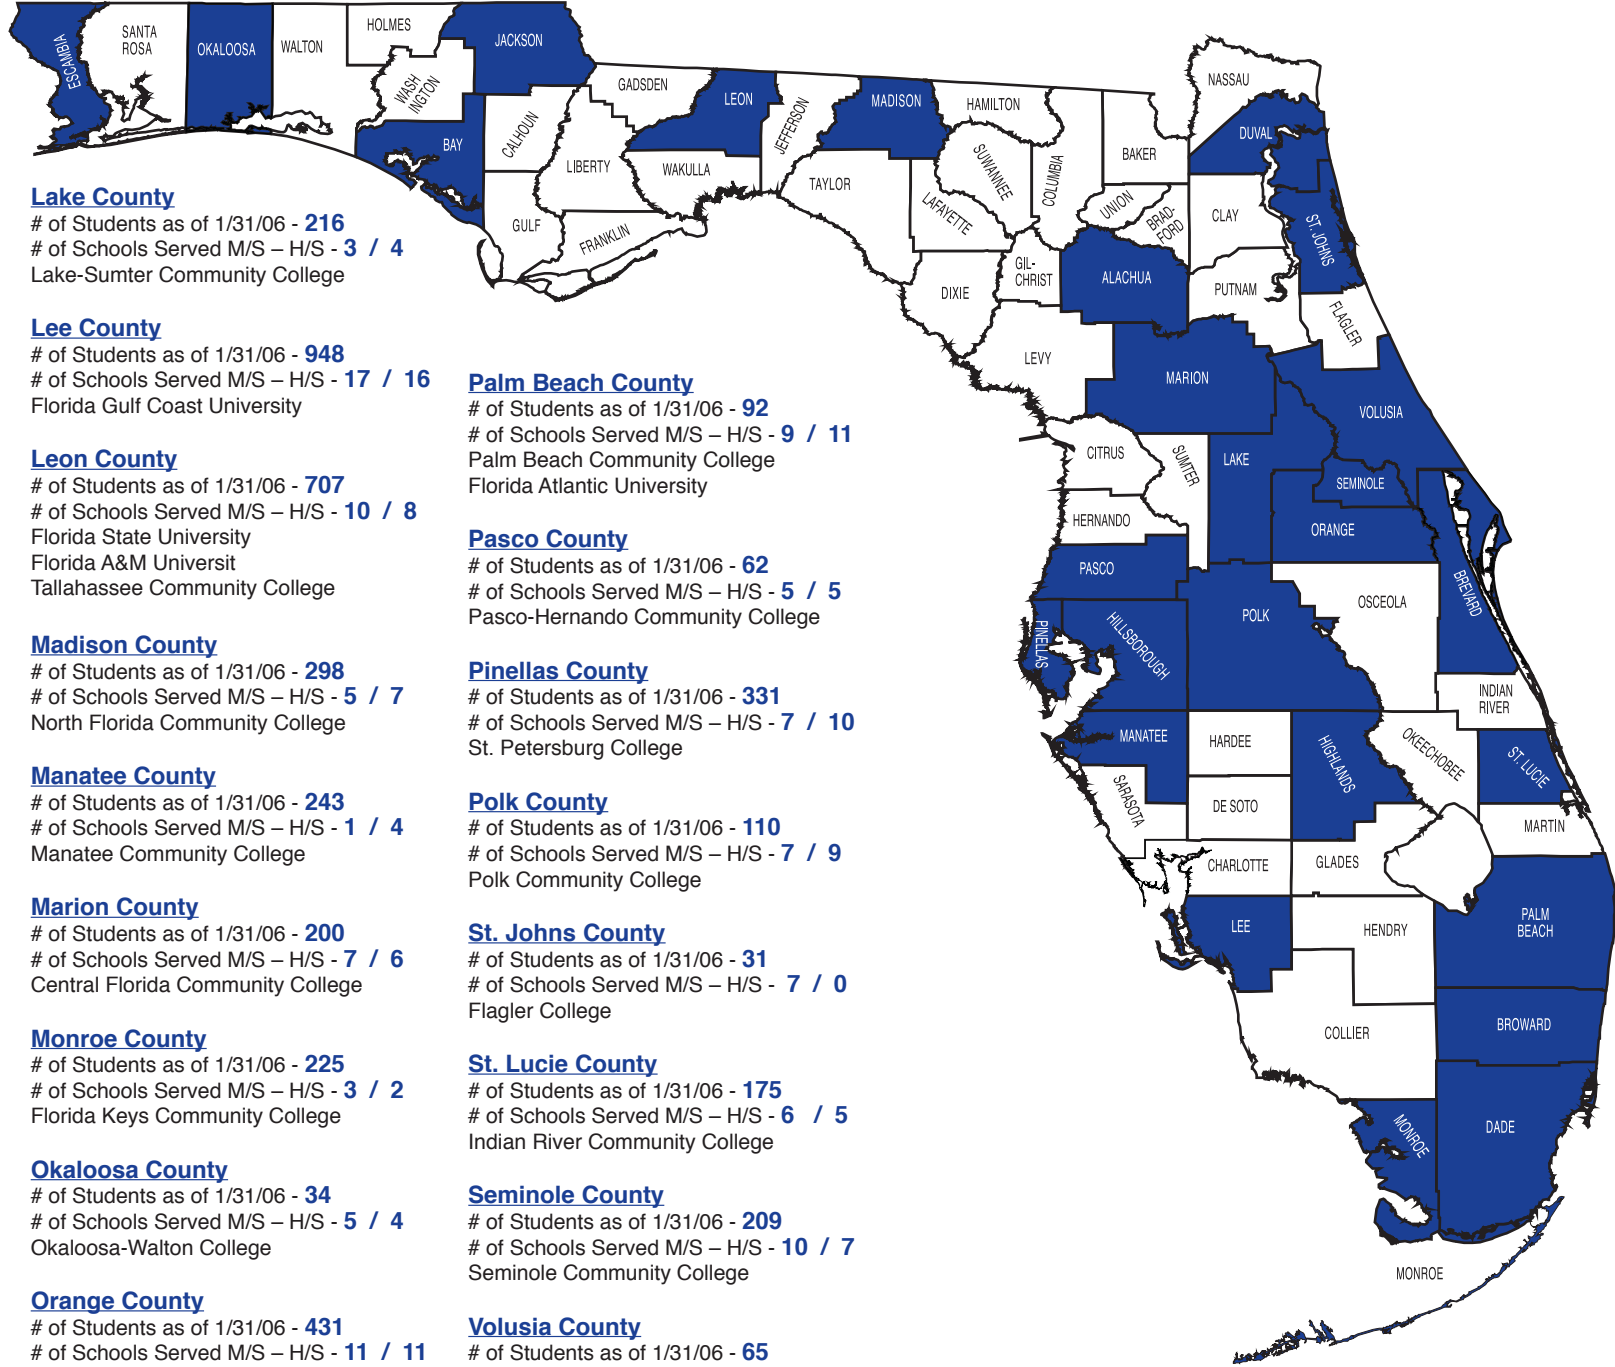 Lake County
# of Students as of 1/31/06 - 216
# of Schools Served M/S – H/S - 3 / 4
Lake-Sumter Community College
Lee County
# of Students as of 1/31/06 - 948
# of Schools Served M/S – H/S - 17 / 16
Florida Gulf Coast University
Leon County
# of Students as of 1/31/06 - 707
# of Schools Served M/S – H/S - 10 / 8
Florida State University
Florida A&M Universit
Tallahassee Community College
Madison County
# of Students as of 1/31/06 - 298
# of Schools Served M/S – H/S - 5 / 7
North Florida Community College
Manatee County
# of Students as of 1/31/06 - 243
# of Schools Served M/S – H/S - 1 / 4
Manatee Community College
Marion County
# of Students as of 1/31/06 - 200
# of Schools Served M/S – H/S - 7 / 6
Central Florida Community College
Monroe County
# of Students as of 1/31/06 - 225
# of Schools Served M/S – H/S - 3 / 2
Florida Keys Community College
Okaloosa County
# of Students as of 1/31/06 - 34
# of Schools Served M/S – H/S - 5 / 4
Okaloosa-Walton College
Orange County
# of Students as of 1/31/06 - 431
# of Schools Served M/S – H/S - 11 / 11
Palm Beach County
# of Students as of 1/31/06 - 92
# of Schools Served M/S – H/S - 9 / 11
Palm Beach Community College
Florida Atlantic University
Pasco County
# of Students as of 1/31/06 - 62
# of Schools Served M/S – H/S - 5 / 5
Pasco-Hernando Community College
Pinellas County
# of Students as of 1/31/06 - 331
# of Schools Served M/S – H/S - 7 / 10
St. Petersburg College
Polk County
# of Students as of 1/31/06 - 110
# of Schools Served M/S – H/S - 7 / 9
Polk Community College
St. Johns County
# of Students as of 1/31/06 - 31
# of Schools Served M/S – H/S - 7 / 0
Flagler College
St. Lucie County
# of Students as of 1/31/06 - 175
# of Schools Served M/S – H/S - 6 / 5
Indian River Community College
Seminole County
# of Students as of 1/31/06 - 209
# of Schools Served M/S – H/S - 10 / 7
Seminole Community College
Volusia County
# of Students as of 1/31/06 - 65
ESCAMBIA
SANTA
ROSA
OKALOOSA
WALTON
HOLMES
WASH
INGTON
JACKSON
BAY
CALHOUN
GULF
GADSDEN
LIBERTY
FRANKLIN
LEON
WAKULLA
JEFFERSON
MADISON
TAYLOR
HAMILTON
SUWANNEE
LAFAYETTE
COLUMBIA
BAKER
NASSAU
DUVAL
UNION
BRAD-
FORD
CLAY
ST. JOHNS
DIXIE
GIL-
CHRIST
ALACHUA
PUTNAM
FLAGLER
LEVY
MARION
VOLUSIA
CITRUS
SUMTER
LAKE
SEMINOLE
ORANGE
HERNANDO
PASCO
BREVARD
OSCEOLA
POLK
HILLSBOROUGH
PINELLAS
INDIAN
RIVER
MANATEE
HARDEE
HIGHLANDS
OKEECHOBEE
ST. LUCIE
SARASOTA
DE SOTO
MARTIN
CHARLOTTE
GLADES
LEE
HENDRY
PALM
BEACH
COLLIER
BROWARD
MONROE
DADE
MONROE